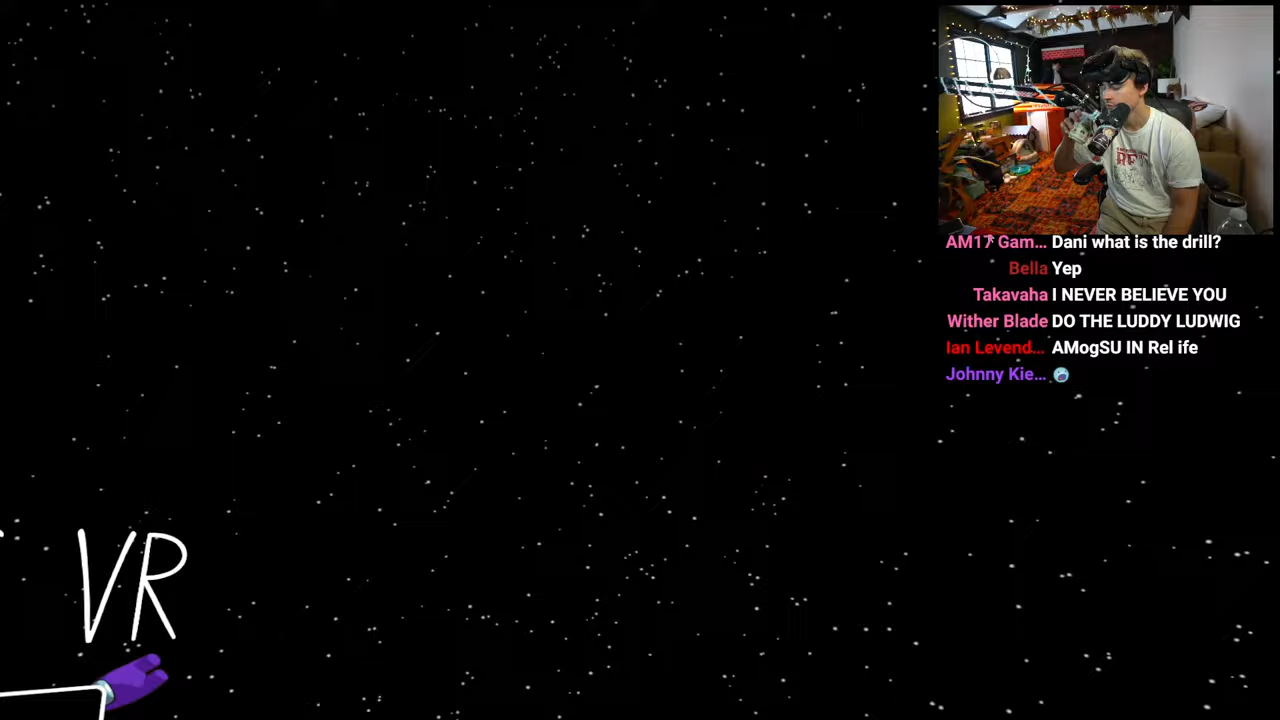 AM17 Gam... Dani what is the drill?
Bella Yep
Takavaha I NEVER BELIEVE YOU
Wither Blade DO THE LUDDY LUDWIG
Ian Levend... AMogSU IN Rel ife
Johnny Kie...
VR